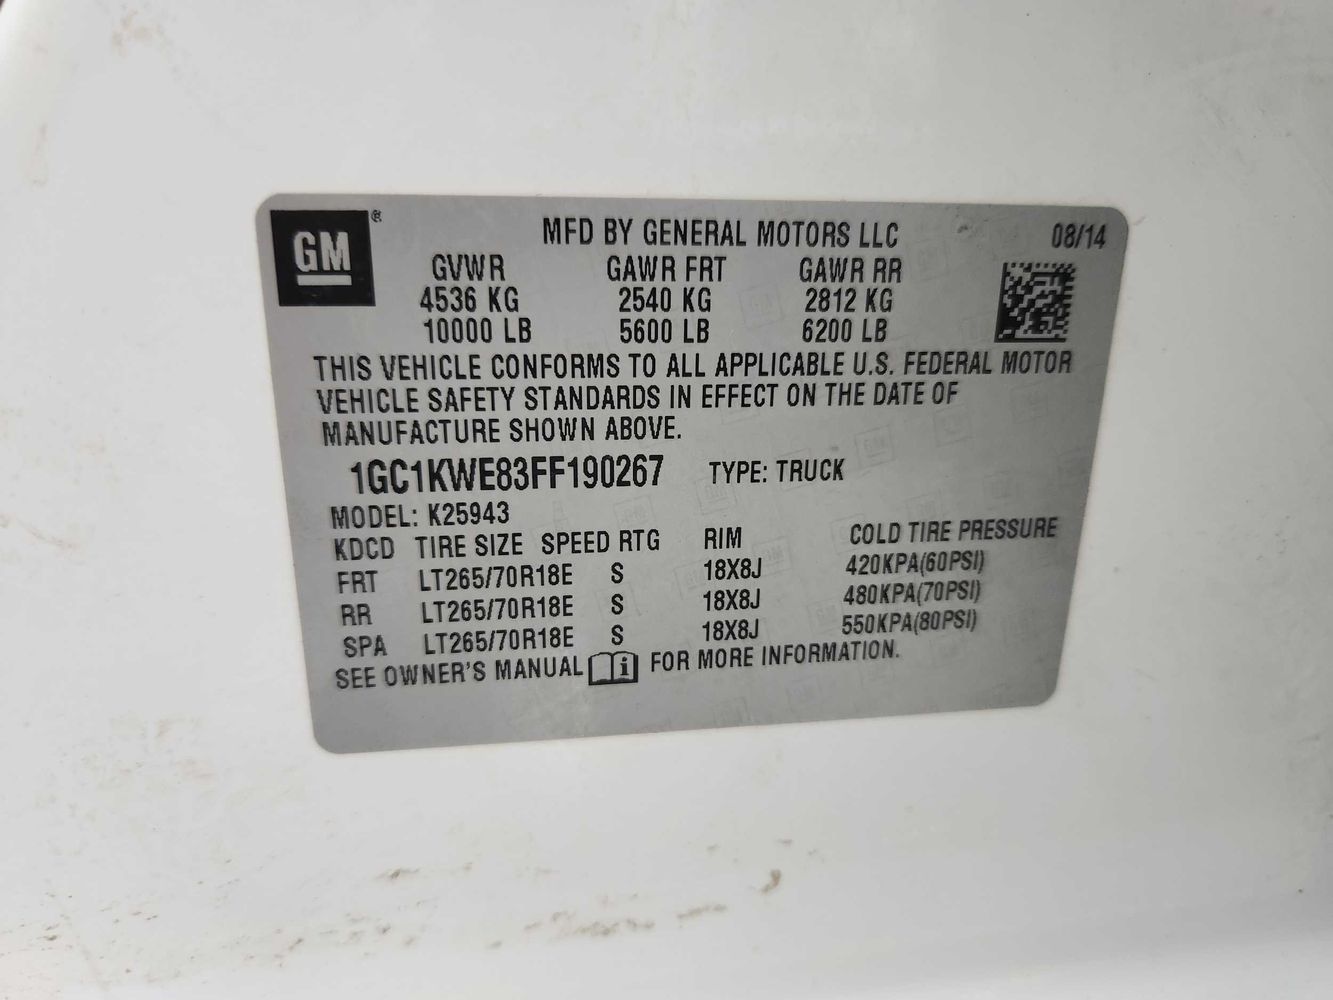 GM ®
MFD BY GENERAL MOTORS LLC 08/14
GVWR GAWR FRT GAWR RR
4536 KG 2540 KG 2812 KG
10000 LB 5600 LB 6200 LB
THIS VEHICLE CONFORMS TO ALL APPLICABLE U.S. FEDERAL MOTOR
VEHICLE SAFETY STANDARDS IN EFFECT ON THE DATE OF
MANUFACTURE SHOWN ABOVE.
1GC1KWE83FF190267 TYPE: TRUCK
MODEL: K25943
KDCD TIRE SIZE SPEED RTG RIM COLD TIRE PRESSURE
FRT LT265/70R18E S 18X8J 420KPA(60PSI)
RR LT265/70R18E S 18X8J 480KPA(70PSI)
SPA LT265/70R18E S 18X8J 550KPA(80PSI)
SEE OWNER'S MANUAL i FOR MORE INFORMATION.